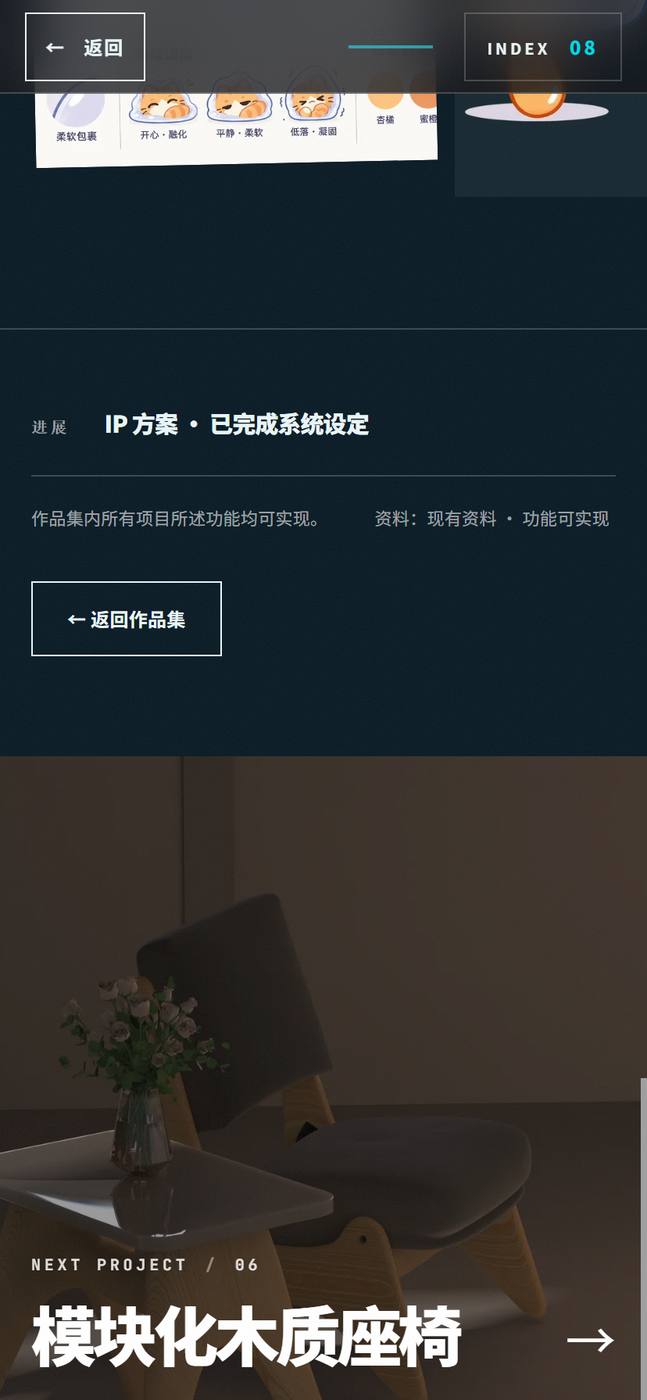 ← 返回
INDEX 08
柔软包裹
开心·融化
平静·柔软
低落·凝固
杏橘
蜜橙
进展
IP 方案 · 已完成系统设定
作品集内所有项目所述功能均可实现。
资料：现有资料 · 功能可实现
← 返回作品集
NEXT PROJECT / 06
模块化木质座椅 →